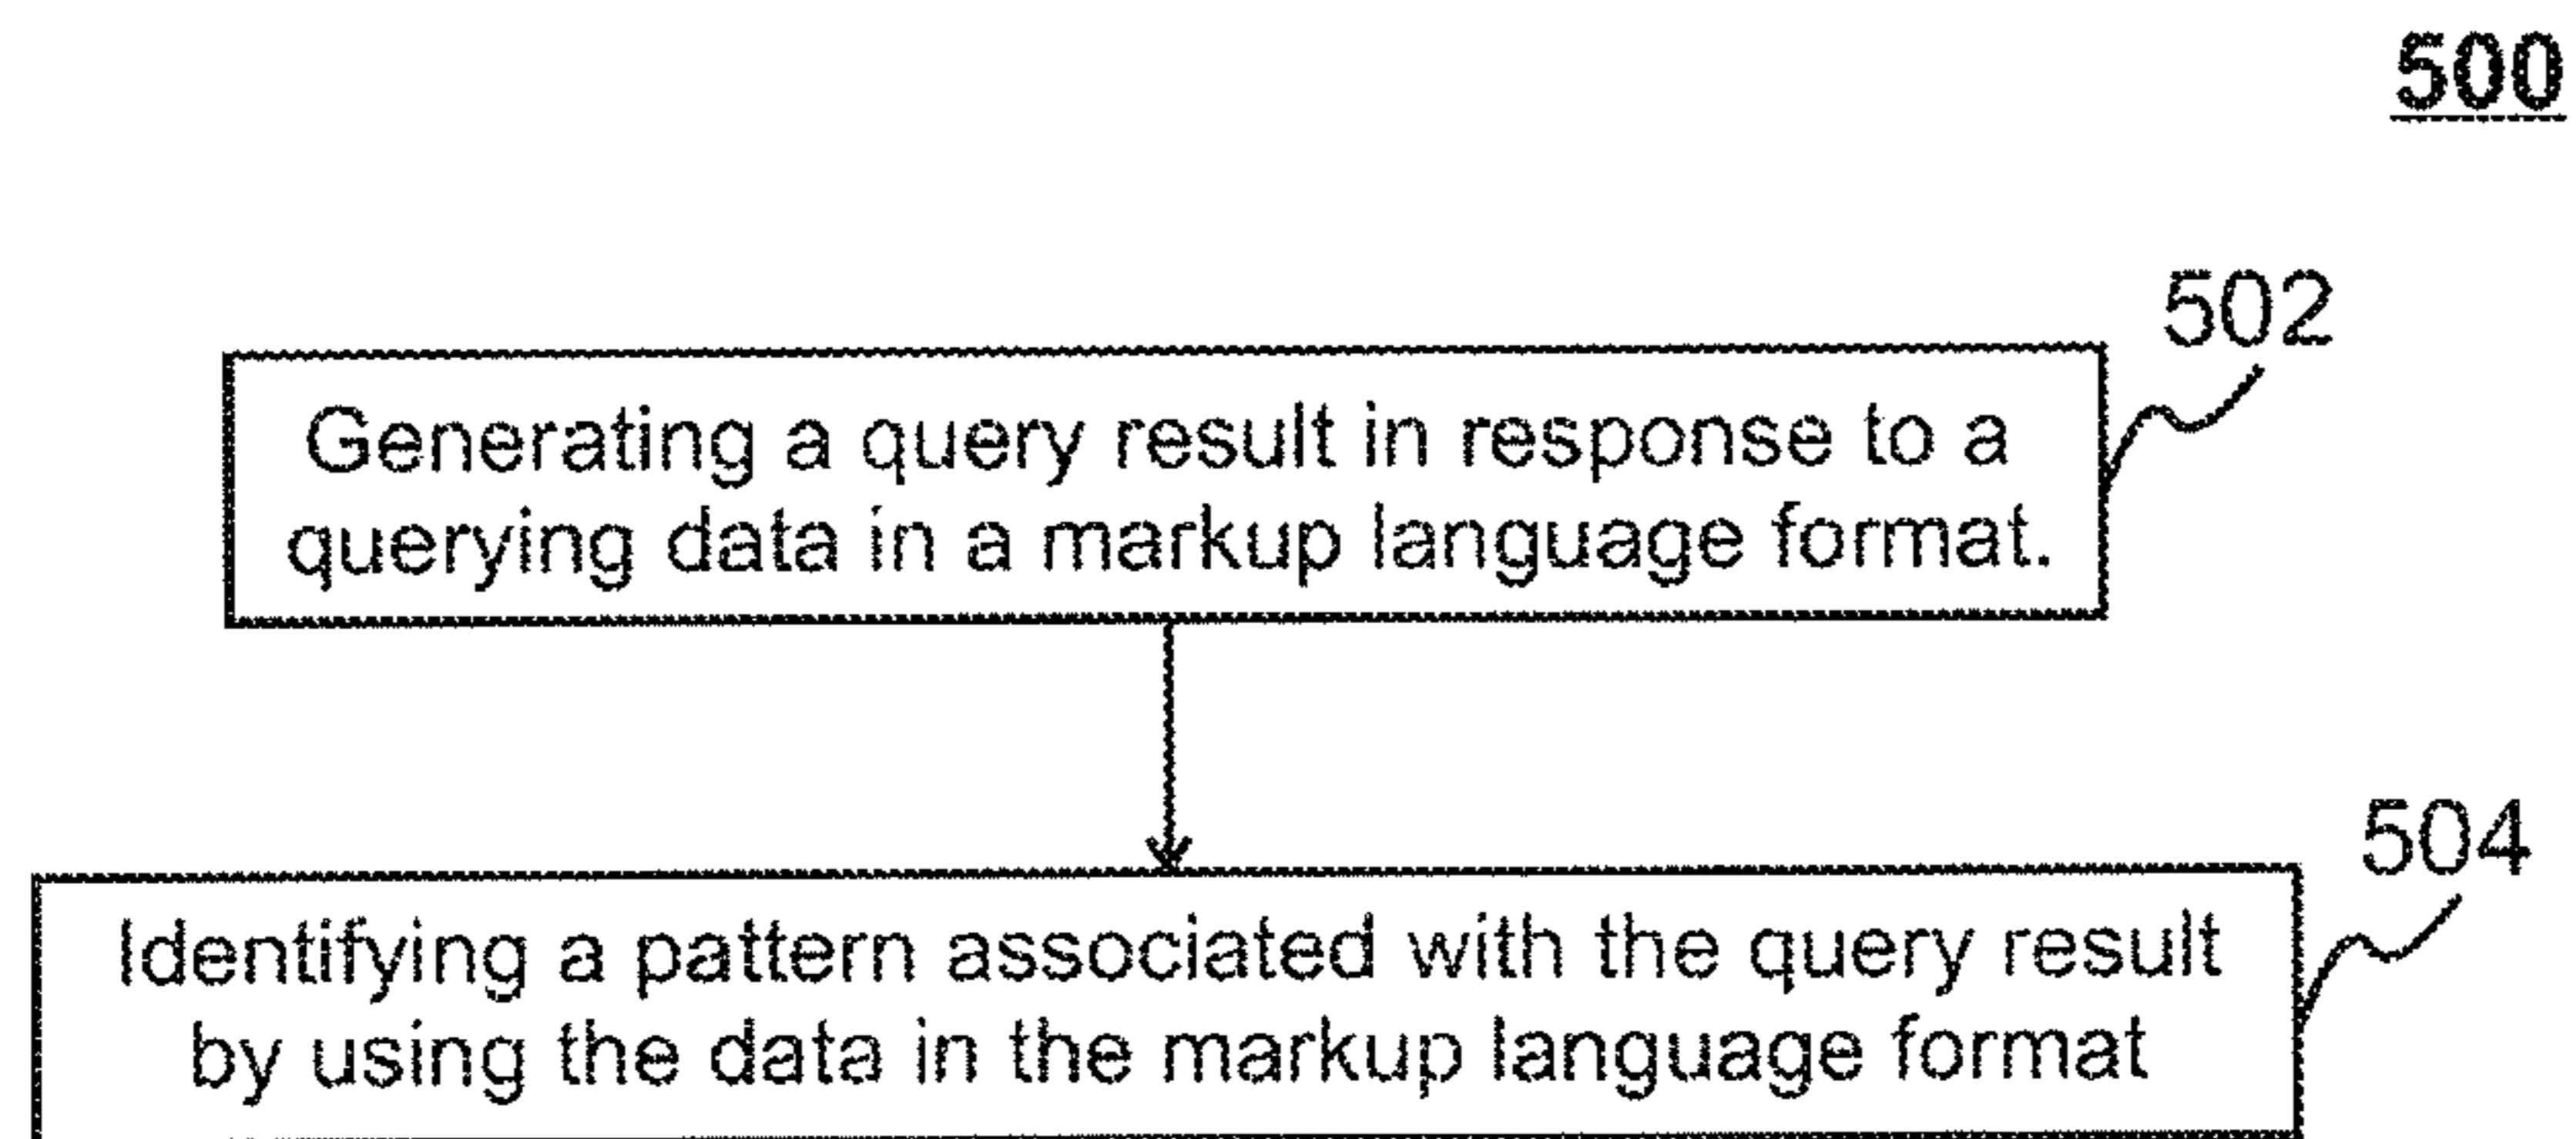 500
502
Generating a query result in response to a
querying data in a markup language format.
504
Identifying a pattern associated with the query result
by using the data in the markup language format